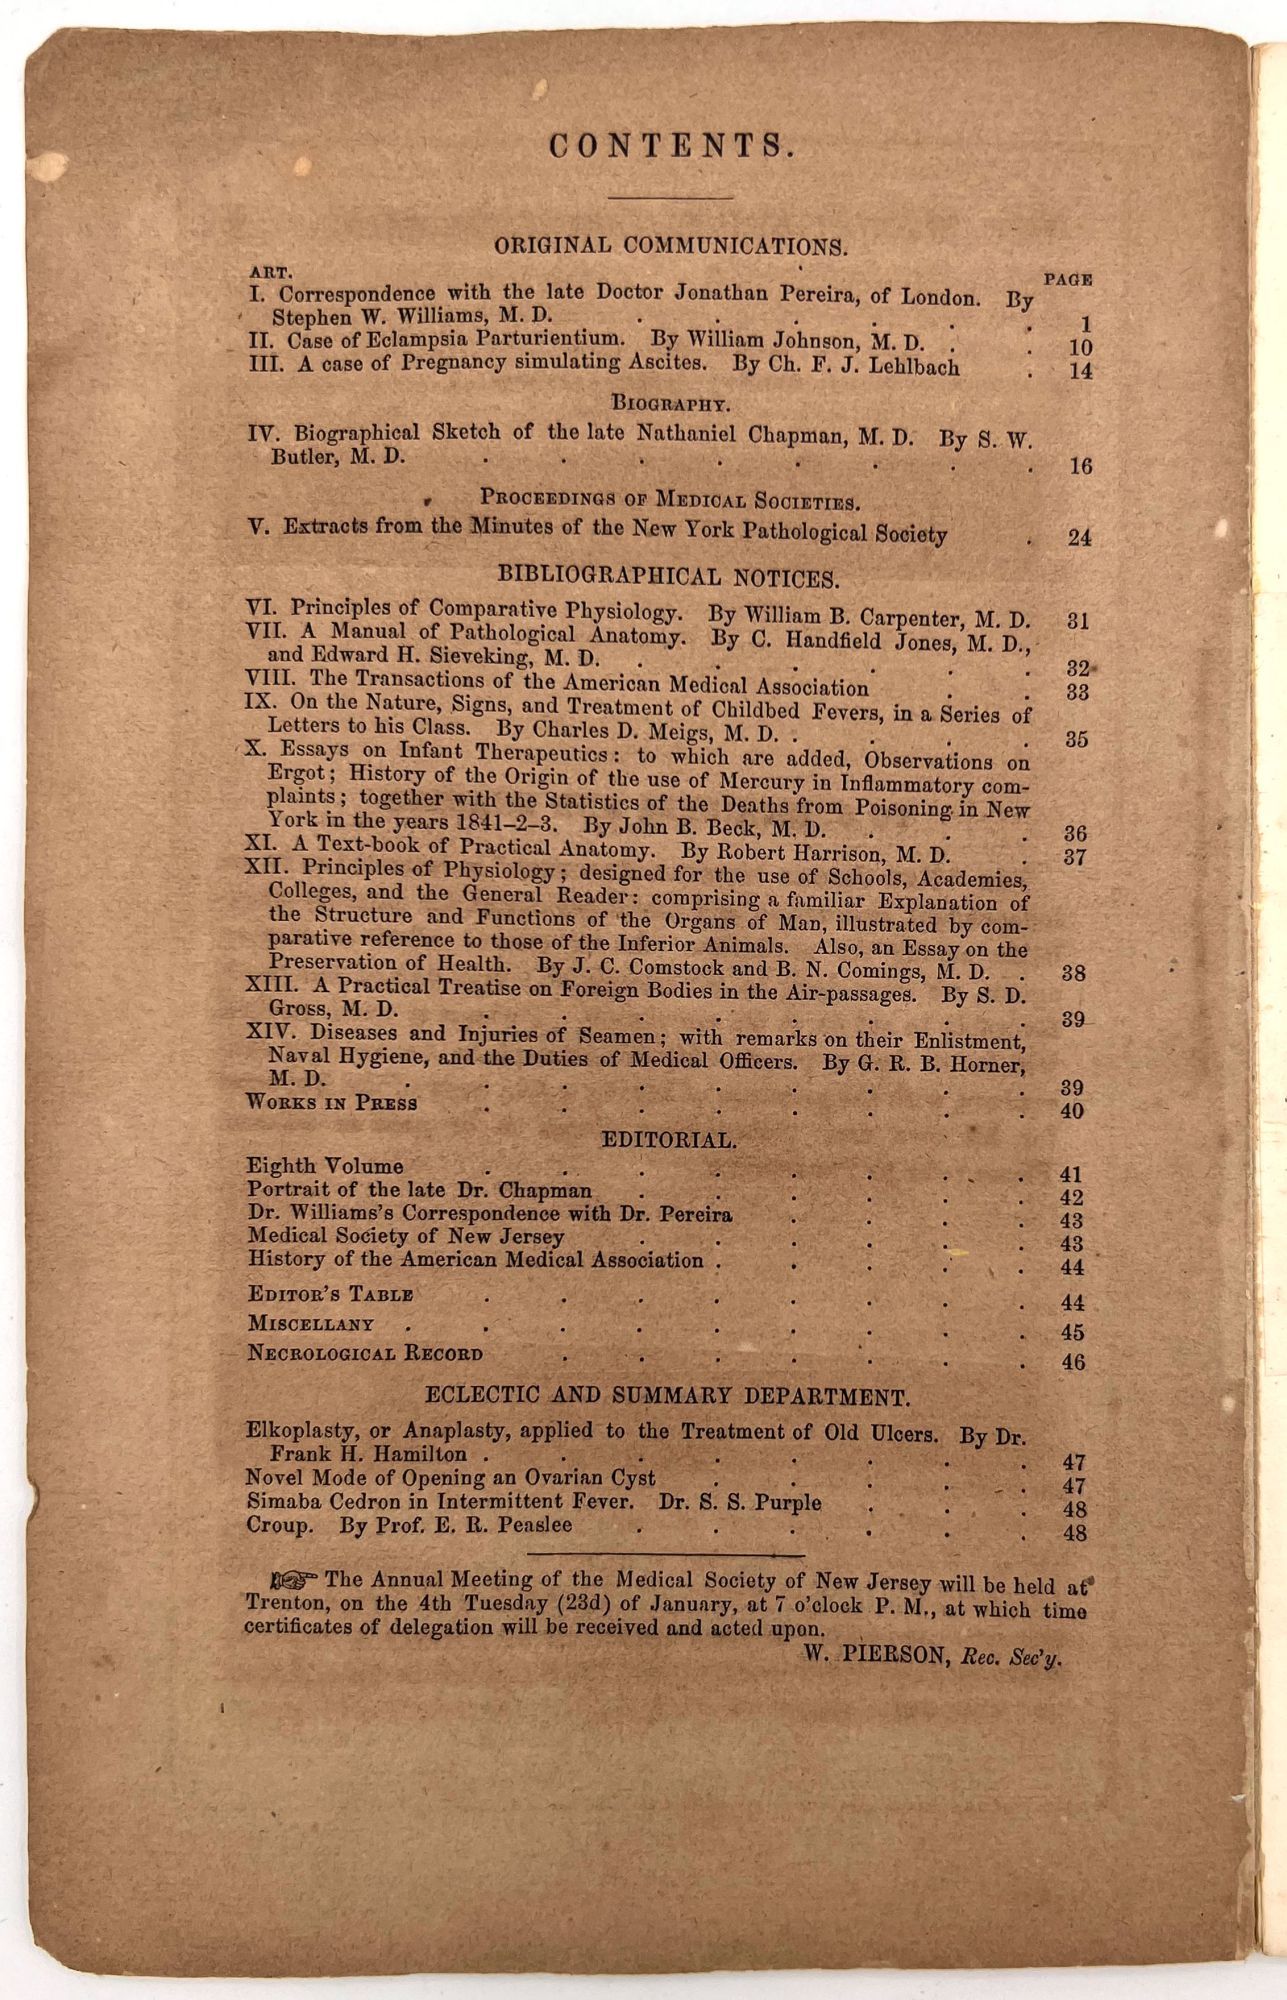 CONTENTS.
ORIGINAL COMMUNICATIONS.
ART. PAGE
I. Correspondence with the late Doctor Jonathan Pereira, of London. By
Stephen W. Williams, M. D. . . . . . . 1
II. Case of Eclampsia Parturientium. By William Johnson, M. D. . . 10
III. A case of Pregnancy simulating Ascites. By Ch. F. J. Lehlbach . 14
BIOGRAPHY.
IV. Biographical Sketch of the late Nathaniel Chapman, M. D. By S. W.
Butler, M. D. . . . . . . . . 16
PROCEEDINGS OF MEDICAL SOCIETIES.
V. Extracts from the Minutes of the New York Pathological Society . 24
BIBLIOGRAPHICAL NOTICES.
VI. Principles of Comparative Physiology. By William B. Carpenter, M. D. 31
VII. A Manual of Pathological Anatomy. By C. Handfield Jones, M. D.,
and Edward H. Sieveking, M. D. . . . . . . 32
VIII. The Transactions of the American Medical Association . . 33
IX. On the Nature, Signs, and Treatment of Childbed Fevers, in a Series of
Letters to his Class. By Charles D. Meigs, M. D. . . . . 35
X. Essays on Infant Therapeutics: to which are added, Observations on
Ergot; History of the Origin of the use of Mercury in Inflammatory com-
plaints; together with the Statistics of the Deaths from Poisoning in New
York in the years 1841-2-3. By John B. Beck, M. D. . . . 36
XI. A Text-book of Practical Anatomy. By Robert Harrison, M. D. . 37
XII. Principles of Physiology; designed for the use of Schools, Academies,
Colleges, and the General Reader: comprising a familiar Explanation of
the Structure and Functions of the Organs of Man, illustrated by com-
parative reference to those of the Inferior Animals. Also, an Essay on the
Preservation of Health. By J. C. Comstock and B. N. Comings, M. D. . 38
XIII. A Practical Treatise on Foreign Bodies in the Air-passages. By S. D.
Gross, M. D. . . . . . . . . 39
XIV. Diseases and Injuries of Seamen; with remarks on their Enlistment,
Naval Hygiene, and the Duties of Medical Officers. By G. R. B. Horner,
M. D. . . . . . . . . . 39
WORKS IN PRESS . . . . . . . . 40
EDITORIAL.
Eighth Volume . . . . . . . . 41
Portrait of the late Dr. Chapman . . . . . . 42
Dr. Williams's Correspondence with Dr. Pereira . . . . 43
Medical Society of New Jersey . . . . . . 43
History of the American Medical Association . . . . . 44
EDITOR'S TABLE . . . . . . . . 44
MISCELLANY . . . . . . . . . 45
NECROLOGICAL RECORD . . . . . . . 46
ECLECTIC AND SUMMARY DEPARTMENT.
Elkoplasty, or Anaplasty, applied to the Treatment of Old Ulcers. By Dr.
Frank H. Hamilton . . . . . . . . 47
Novel Mode of Opening an Ovarian Cyst . . . . . 47
Simaba Cedron in Intermittent Fever. Dr. S. S. Purple . . . 48
Croup. By Prof. E. R. Peaslee . . . . . . 48
☞ The Annual Meeting of the Medical Society of New Jersey will be held at
Trenton, on the 4th Tuesday (23d) of January, at 7 o'clock P. M., at which time
certificates of delegation will be received and acted upon.
W. PIERSON, Rec. Sec'y.